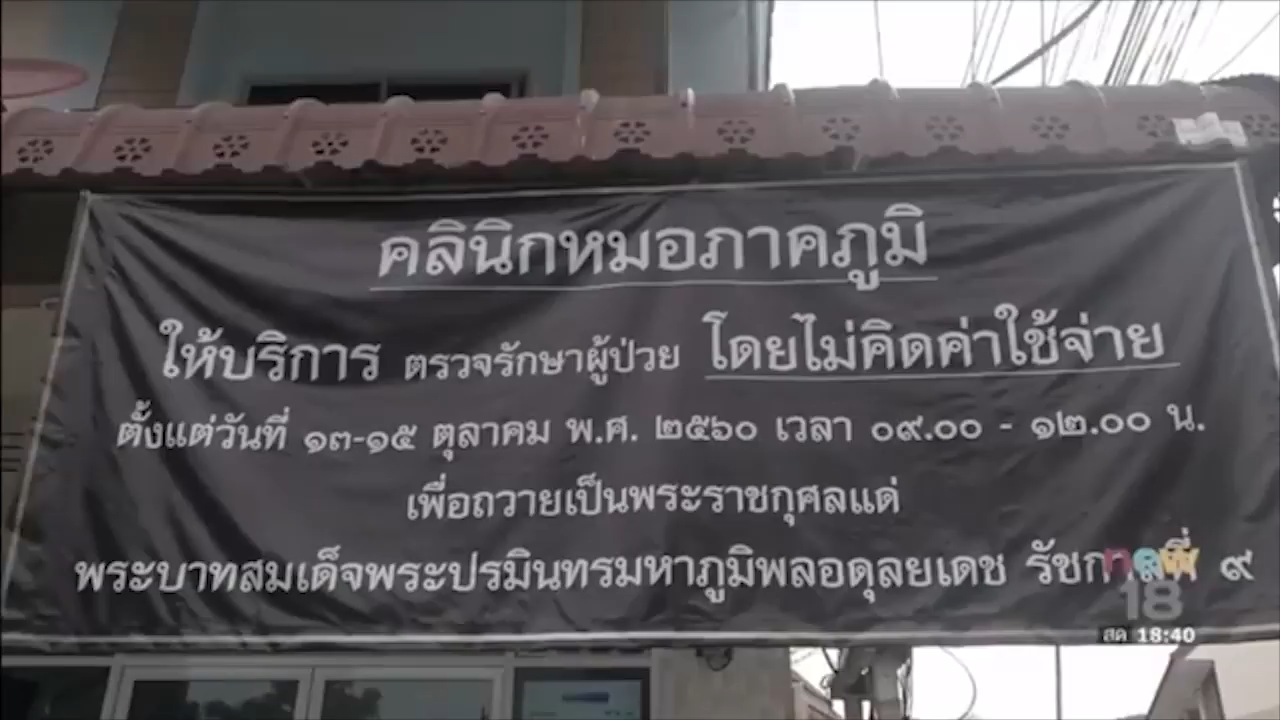 คลินิกหมอภาคภูมิ
ให้บริการ ตรวจรักษาผู้ป่วย โดยไม่คิดค่าใช้จ่าย
ตั้งแต่วันที่ ๑๓-๑๕ ตุลาคม พ.ศ. ๒๕๖๐ เวลา ๐๙.๐๐ - ๑๒.๐๐ น.
เพื่อถวายเป็นพระราชกุศลแด่
พระบาทสมเด็จพระปรมินทรมหาภูมิพลอดุลยเดช รัชกาลที่ ๙
new
18
สด 18:40